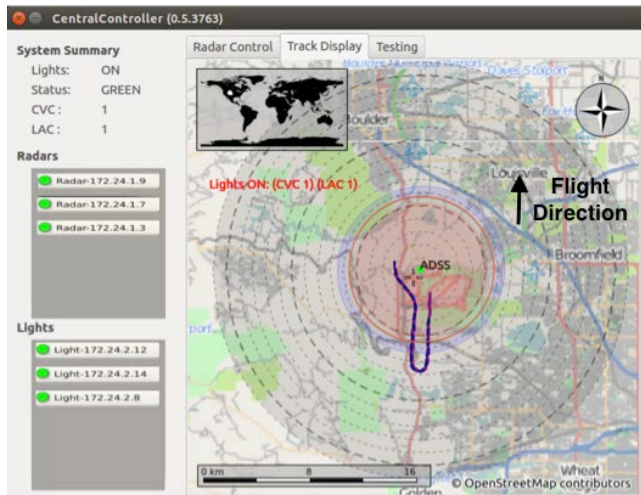 CentralController (0.5.3763)
System Summary
Lights: ON
Status: GREEN
CVC : 1
LAC : 1
Radars
Radar-172.24.1.9
Radar-172.24.1.7
Radar-172.24.1.3
Lights
Light-172.24.2.12
Light-172.24.2.14
Light-172.24.2.8
Radar Control Track Display Testing
Boulder
N
Louisville
Lights ON: (CVC 1) (LAC 1)
Flight
Direction
Broomfield
ADSS
0 km 8 16
Golden
Wheat
© OpenStreetMap contributors